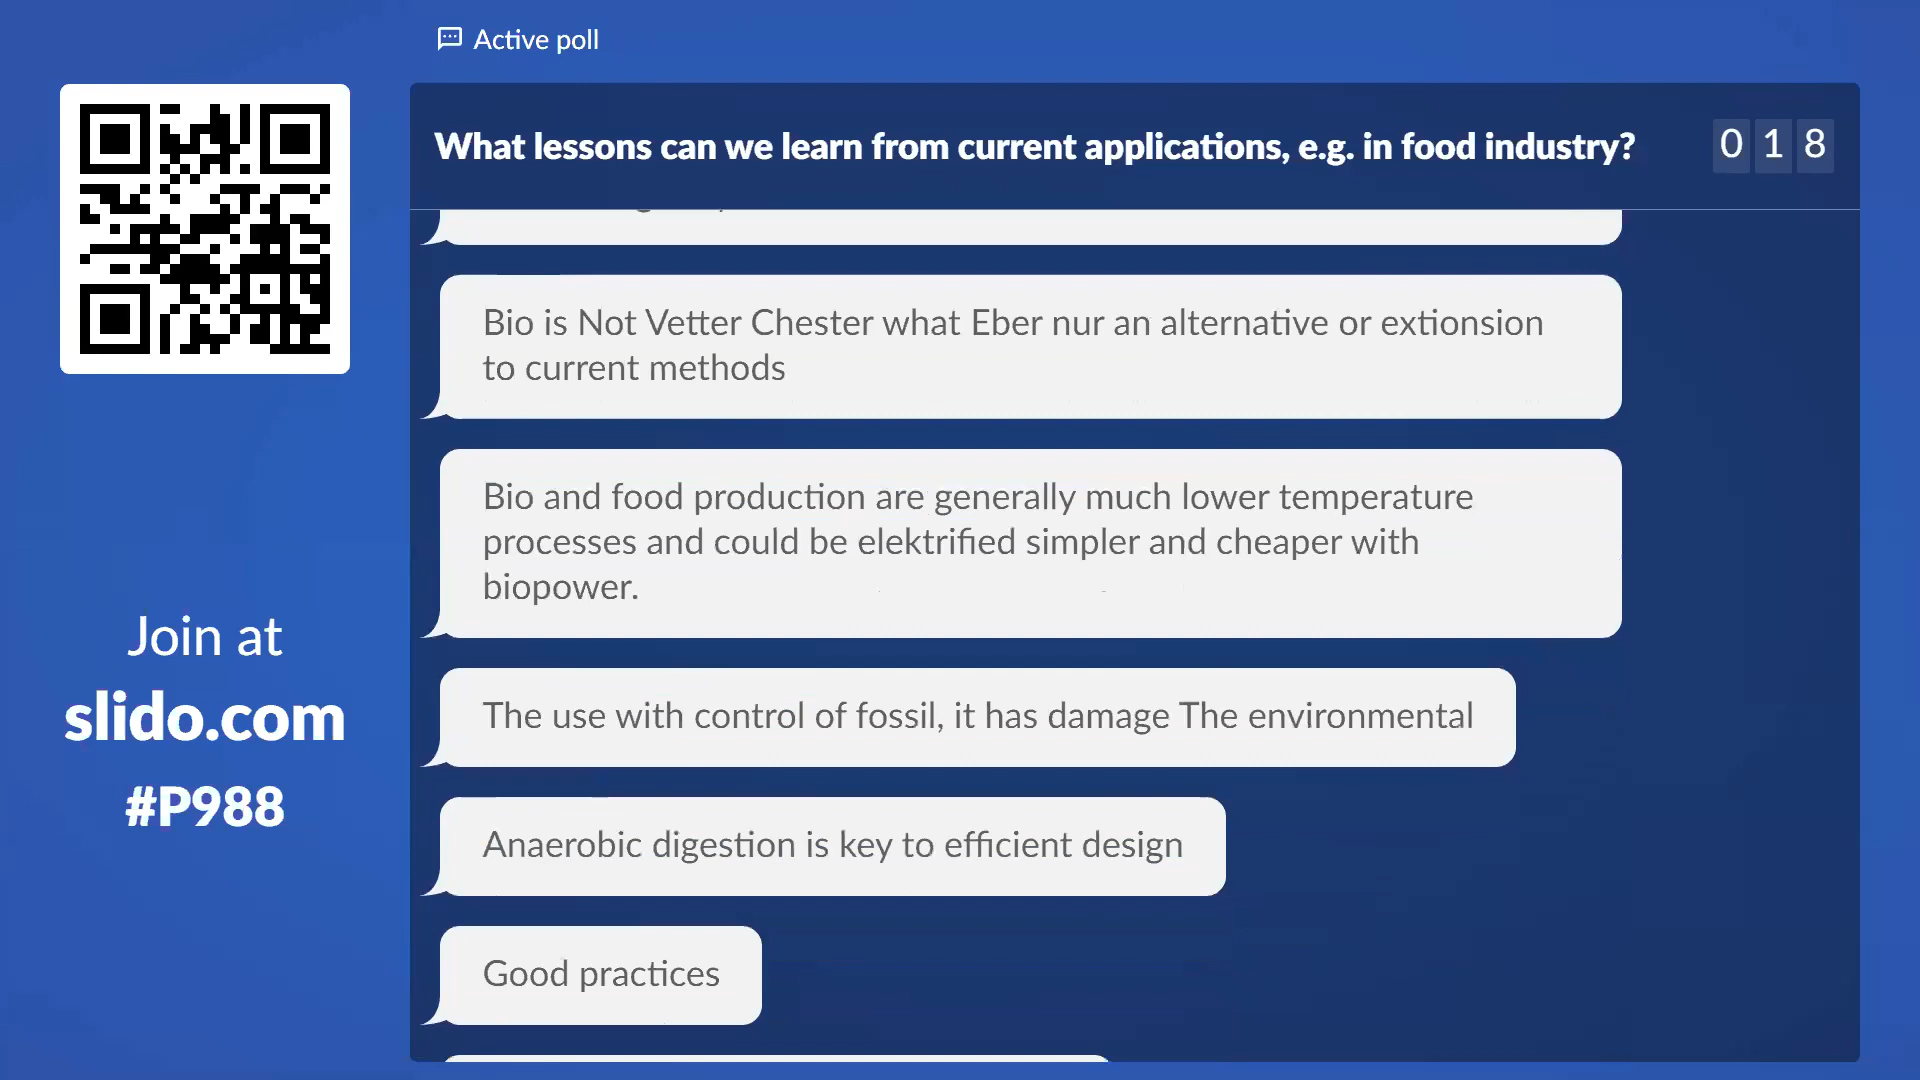 Active poll
What lessons can we learn from current applications, e.g. in food industry?
0 1 8
Bio is Not Vetter Chester what Eber nur an alternative or extionsion
to current methods
Bio and food production are generally much lower temperature
processes and could be elektrified simpler and cheaper with
biopower.
The use with control of fossil, it has damage The environmental
Anaerobic digestion is key to efficient design
Good practices
Join at
slido.com
#P988